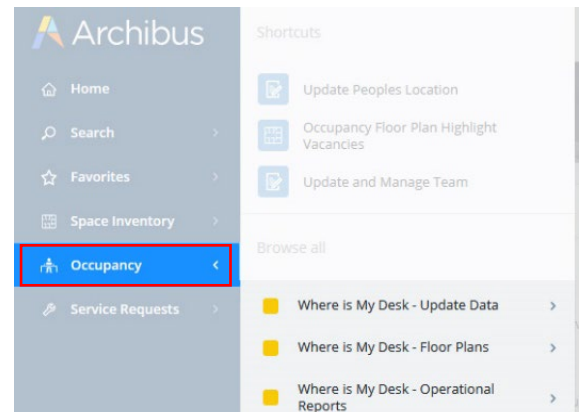 Archibus
Home
Search
Favorites
Space Inventory
Occupancy
Service Requests
Shortcuts
Update Peoples Location
Occupancy Floor Plan Highlight
Vacancies
Update and Manage Team
Browse all
Where is My Desk - Update Data
Where is My Desk - Floor Plans
Where is My Desk - Operational
Reports